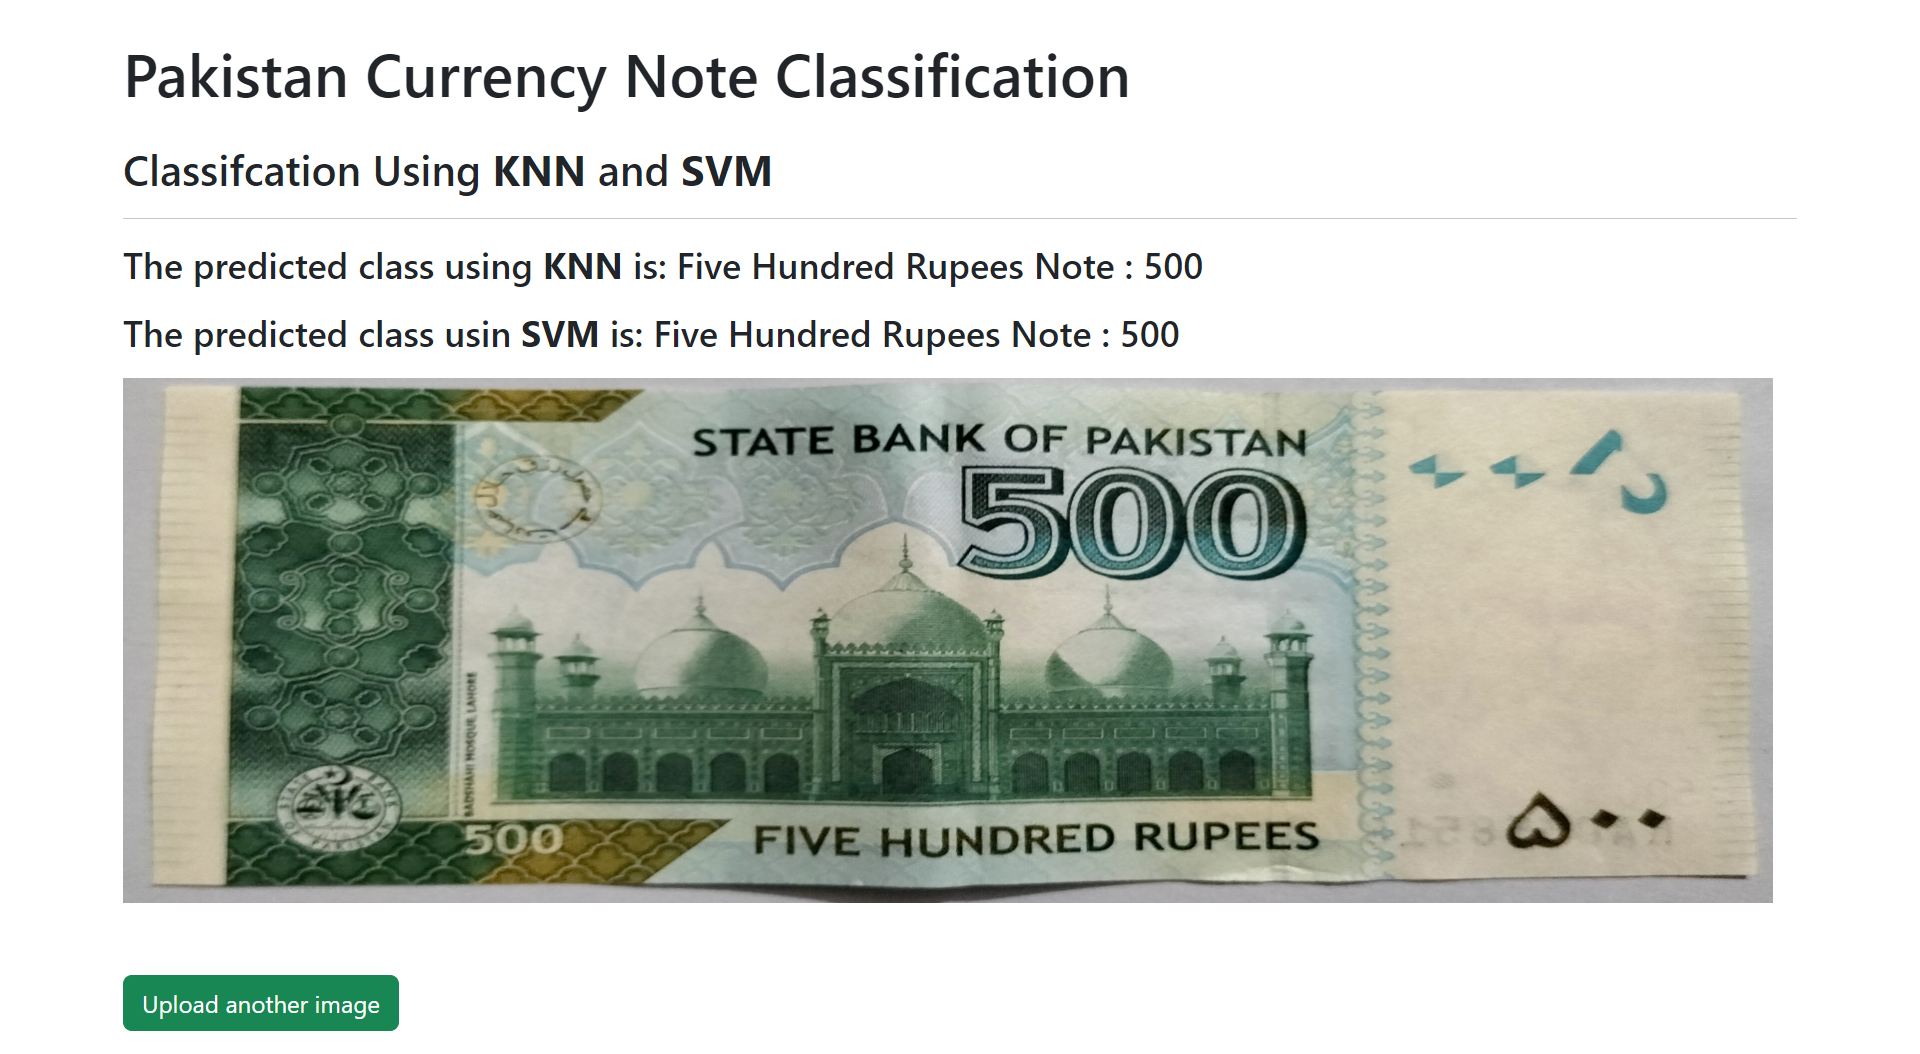 Pakistan Currency Note Classification
Classifcation Using KNN and SVM
The predicted class using KNN is: Five Hundred Rupees Note : 500
The predicted class usin SVM is: Five Hundred Rupees Note : 500
STATE BANK OF PAKISTAN
500
BADSHAHI MOSQUE, LAHORE
500
FIVE HUNDRED RUPEES
۵۰۰
Upload another image